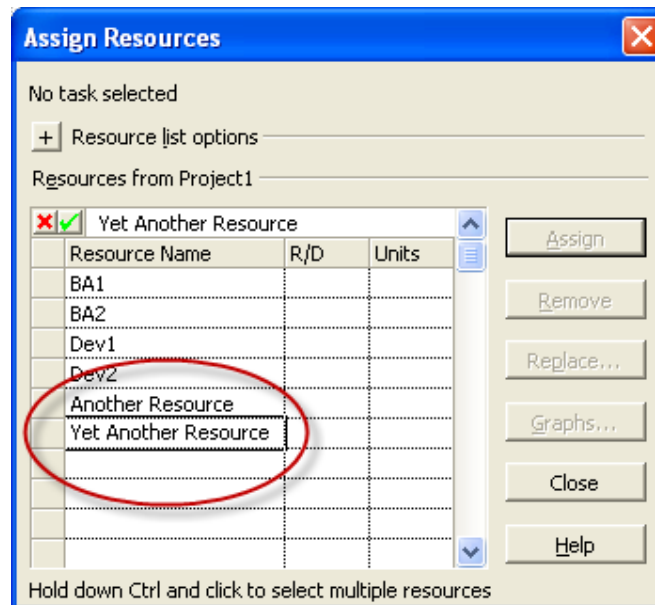 Assign Resources
No task selected
+ Resource list options
Resources from Project1
Yet Another Resource
Resource Name R/D Units
BA1
BA2
Dev1
Dev2
Another Resource
Yet Another Resource
Assign
Remove
Replace...
Graphs...
Close
Help
Hold down Ctrl and click to select multiple resources